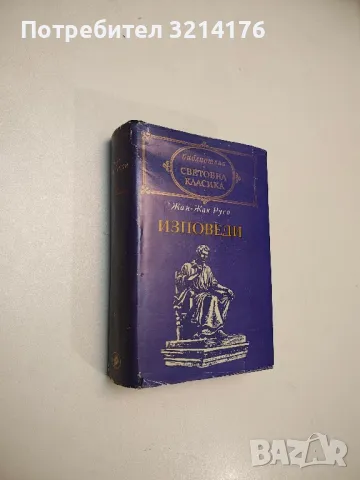 Потребител 3214176
библиотека
СВЕТОВНА
КЛАСИКА
Жан-Жак Русо
ИЗПОВЕДИ
BAZAR